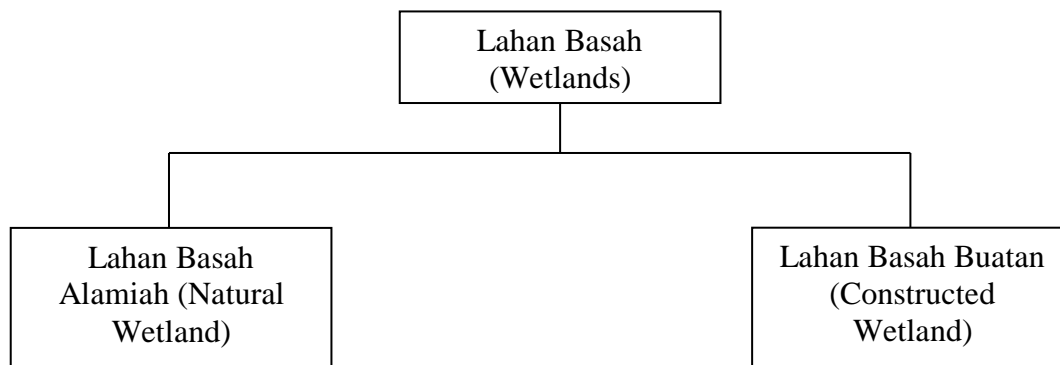 Lahan Basah
(Wetlands)
Lahan Basah
Alamiah (Natural
Wetland)
Lahan Basah Buatan
(Constructed
Wetland)